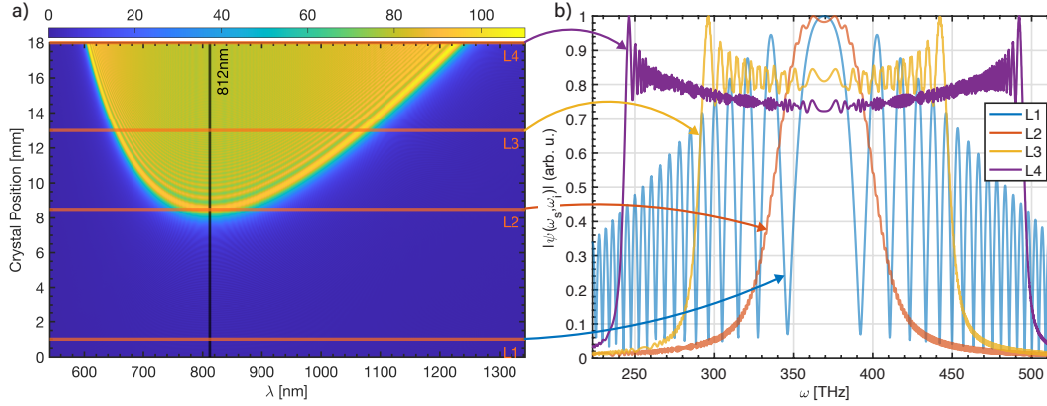 a)
0 20 40 60 80 100
18
16
14
12
10
8
6
4
2
0
Crystal Position [mm]
812nm
L4
L3
L2
L1
600 700 800 900 1000 1100 1200 1300
λ [nm]
b)
1
0.9
0.8
0.7
0.6
0.5
0.4
0.3
0.2
0.1
0
|ψ(ω_s,ω_i)| (arb. u.)
L1
L2
L3
L4
250 300 350 400 450 500
ω [THz]